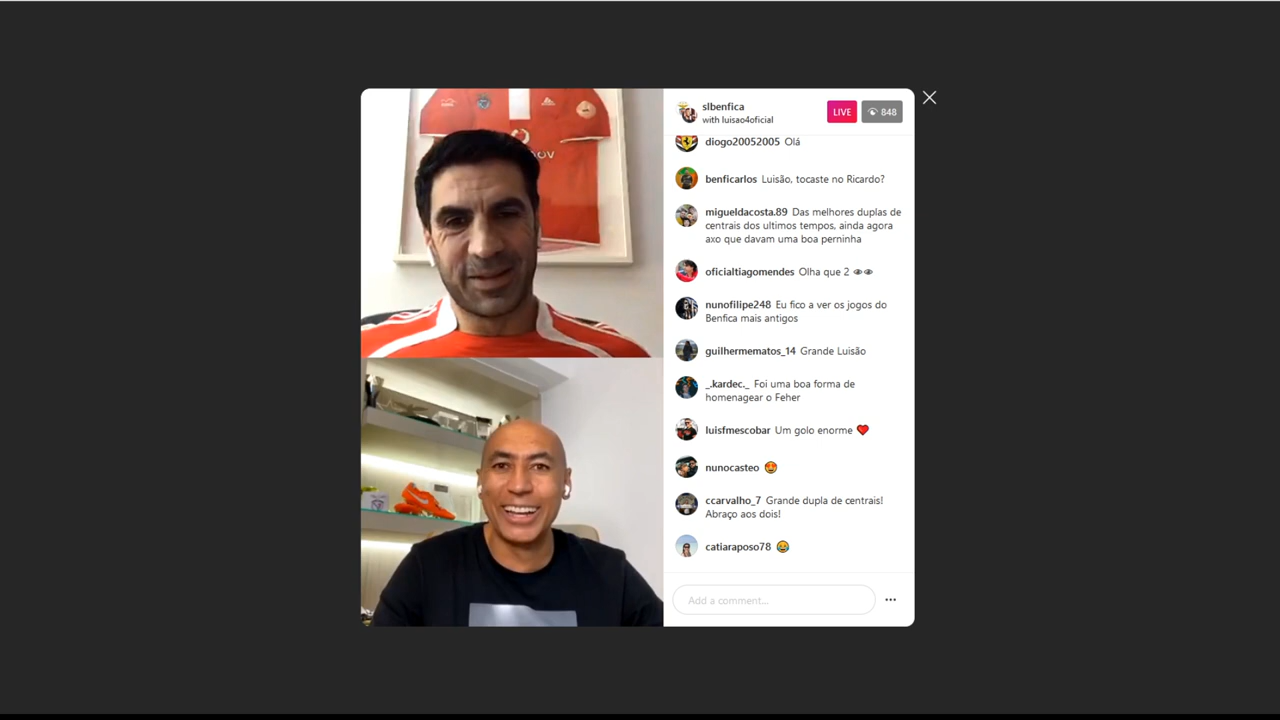 slbenfica
with luisao4oficial
LIVE
848
diogo20052005 Olá
benficarlos Luisão, tocaste no Ricardo?
migueldacosta.89 Das melhores duplas de
centrais dos ultimos tempos, ainda agora
axo que davam uma boa perninha
oficialtiagomendes Olha que 2 👁👁
nunofilipe248 Eu fico a ver os jogos do
Benfica mais antigos
guilhermematos_14 Grande Luisão
_.kardec._ Foi uma boa forma de
homenagear o Feher
luisfmescobar Um golo enorme ❤️
nunocasteo 🤩
ccarvalho_7 Grande dupla de centrais!
Abraço aos dois!
catiaraposo78 😂
Add a comment...